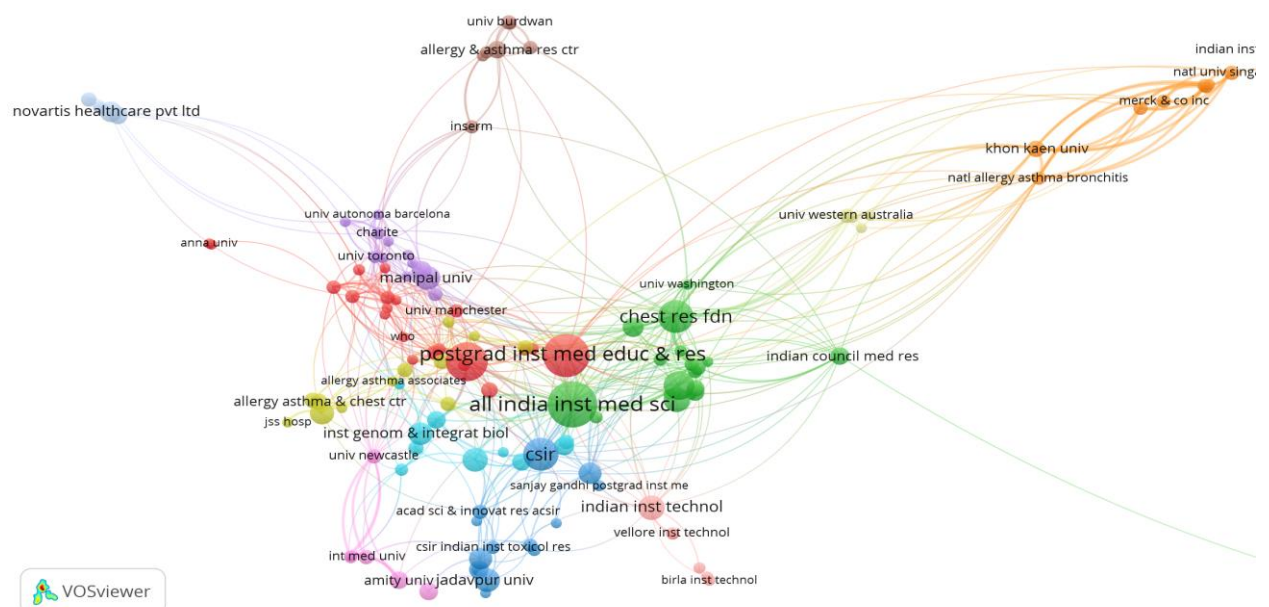 univ burdwan
allergy & asthma res ctr
indian ins
natl univ singa
novartis healthcare pvt ltd
merck & co inc
inserm
khon kaen univ
natl allergy asthma bronchitis
univ autonoma barcelona
univ western australia
charite
anna univ
univ toronto
manipal univ
univ washington
univ manchester
chest res fdn
who
postgrad inst med educ & res
indian council med res
allergy asthma associates
allergy asthma & chest ctr
all india inst med sci
jss hosp
inst genom & integrat biol
univ newcastle
csir
sanjay gandhi postgrad inst me
acad sci & innovat res acsir
indian inst technol
vellore inst technol
csir indian inst toxicol res
int med univ
amity univ
jadavpur univ
birla inst technol
VOSviewer